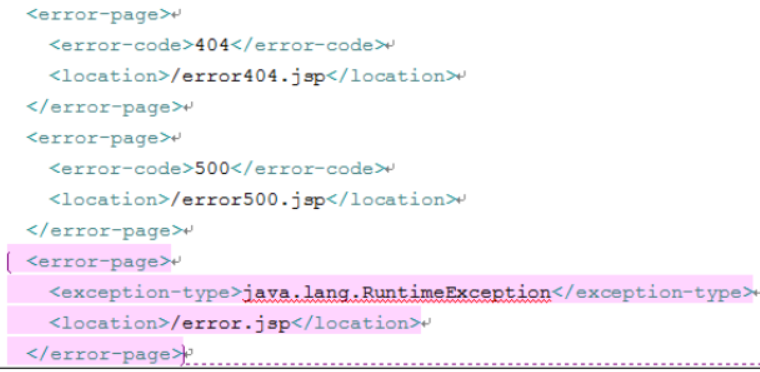 <error-page>
<error-code>404</error-code>
<location>/error404.jsp</location>
</error-page>
<error-page>
<error-code>500</error-code>
<location>/error500.jsp</location>
</error-page>
<error-page>
<exception-type>java.lang.RuntimeException</exception-type>
<location>/error.jsp</location>
</error-page>